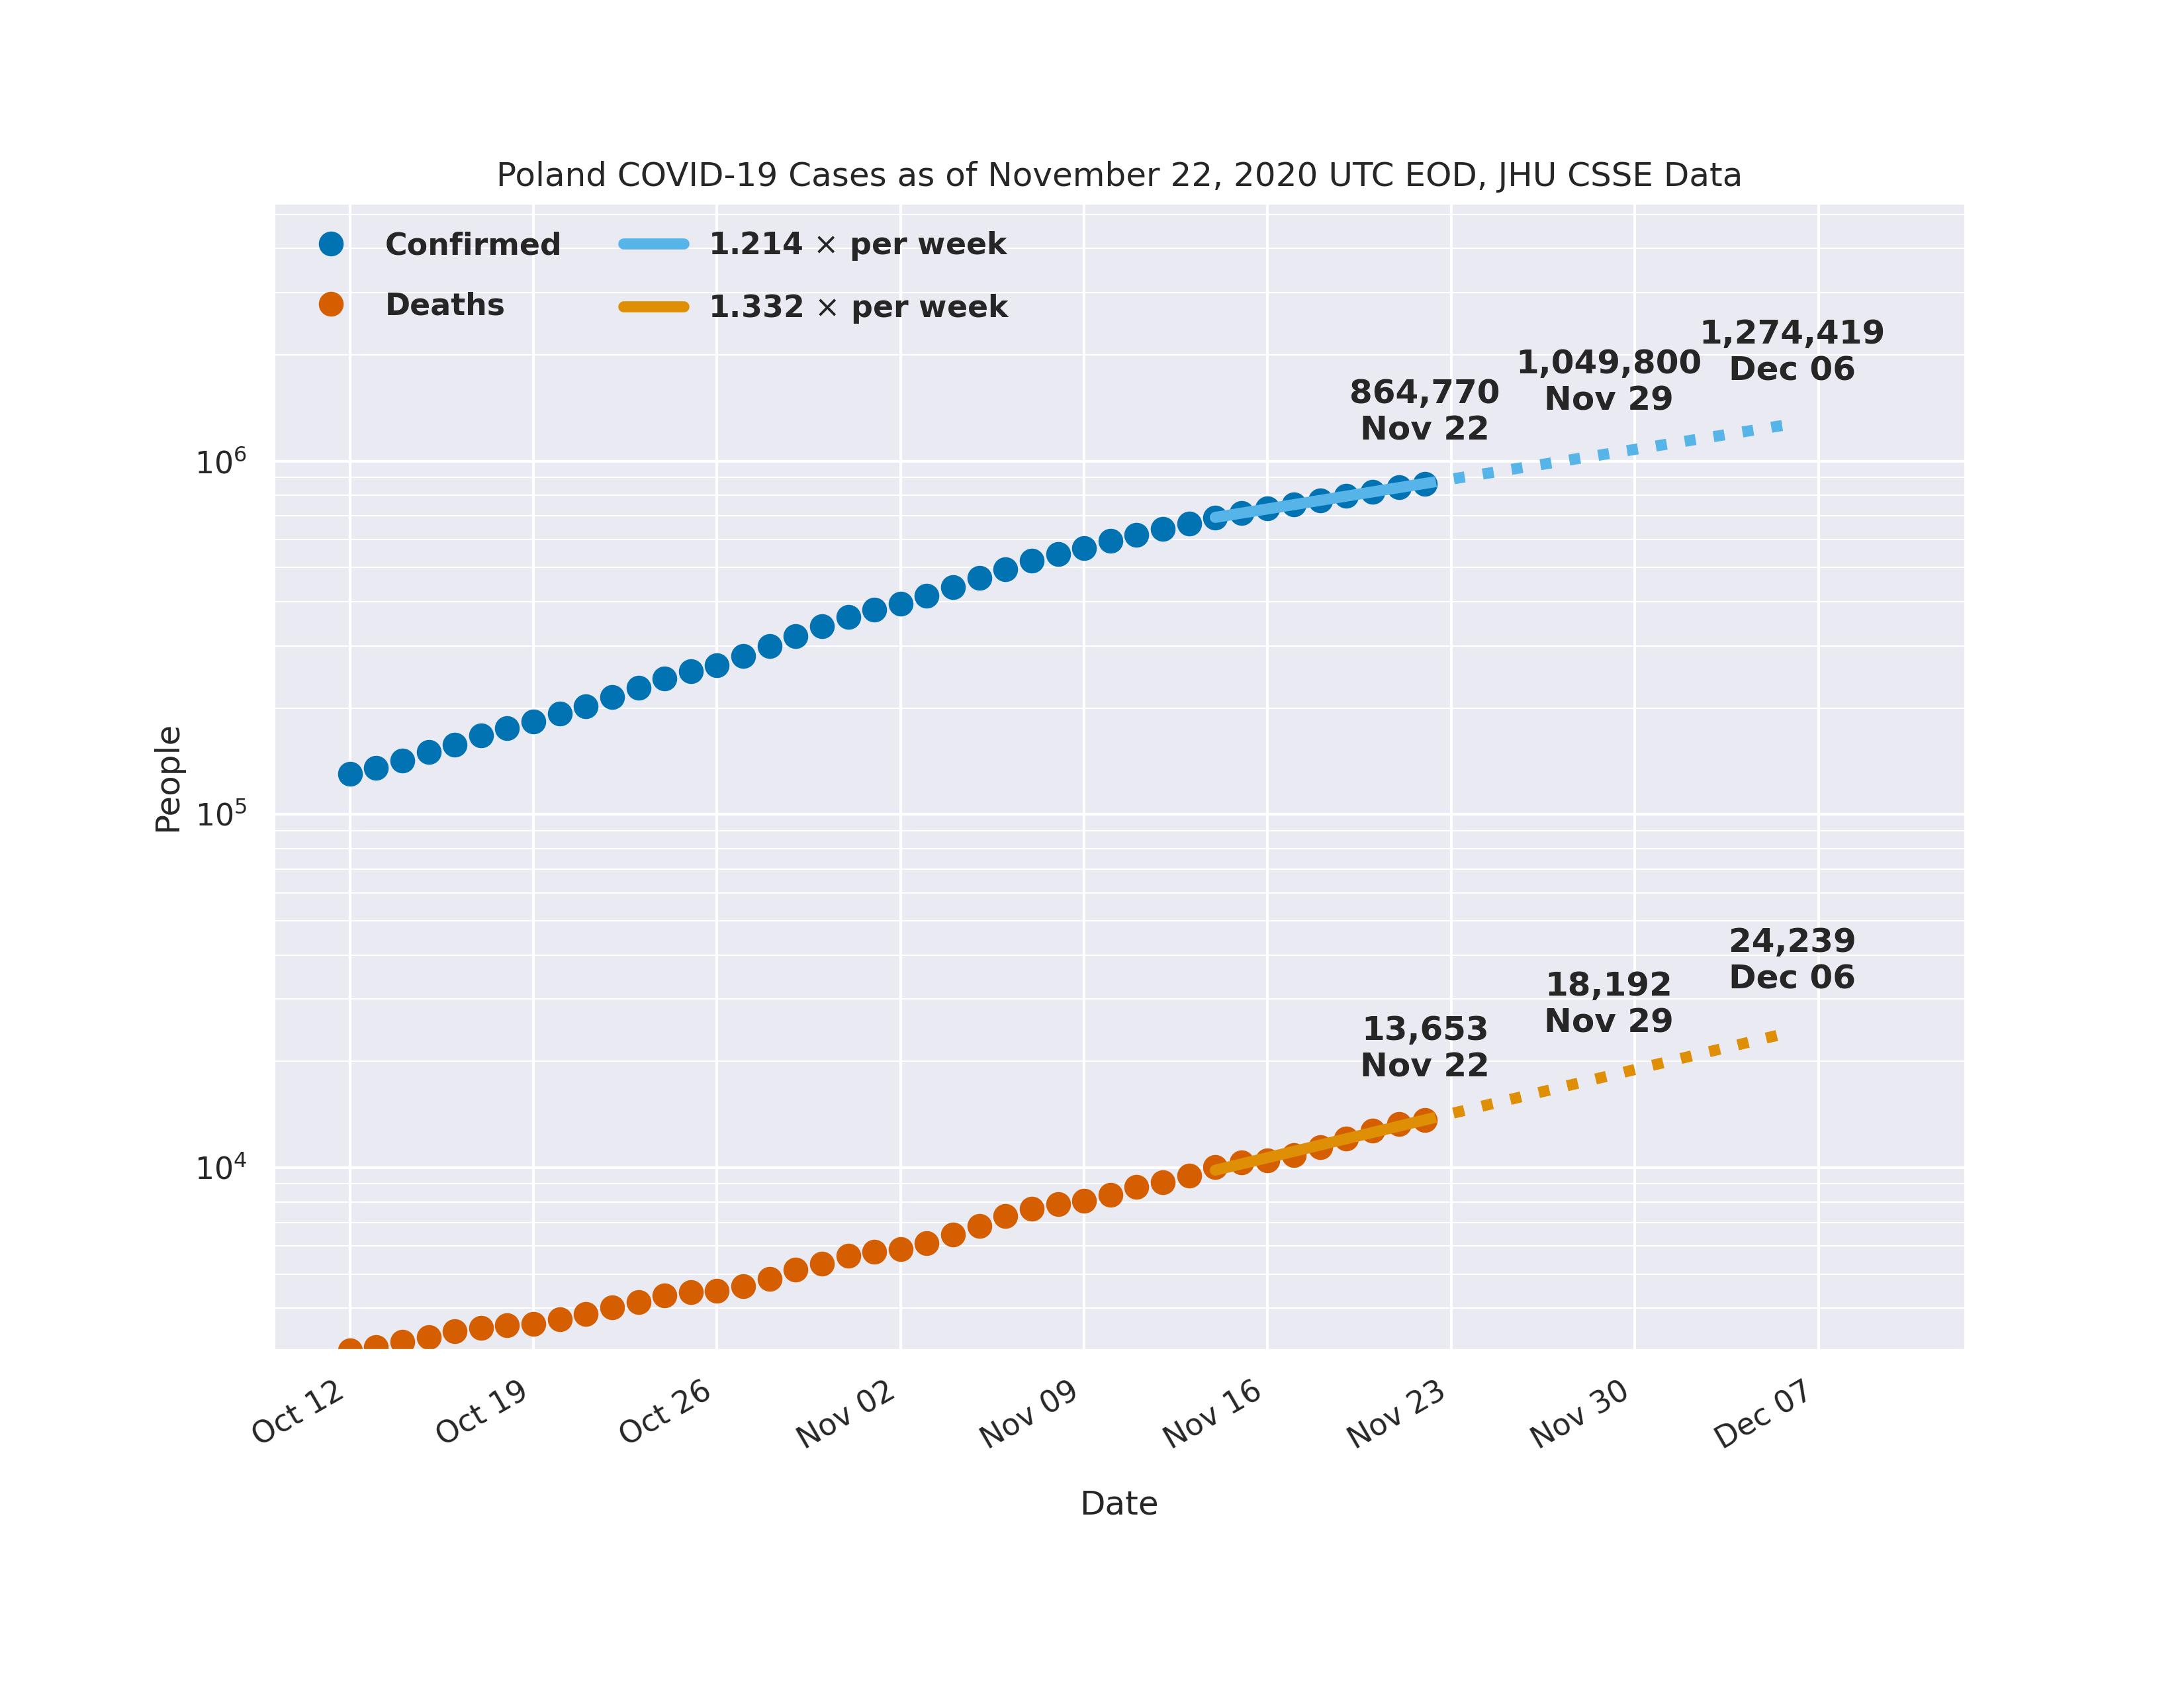 Poland COVID-19 Cases as of November 22, 2020 UTC EOD, JHU CSSE Data
Confirmed
Deaths
1.214 × per week
1.332 × per week
1,274,419
Dec 06
1,049,800
Nov 29
864,770
Nov 22
24,239
Dec 06
18,192
Nov 29
13,653
Nov 22
People
10⁶
10⁵
10⁴
Oct 12
Oct 19
Oct 26
Nov 02
Nov 09
Nov 16
Nov 23
Nov 30
Dec 07
Date